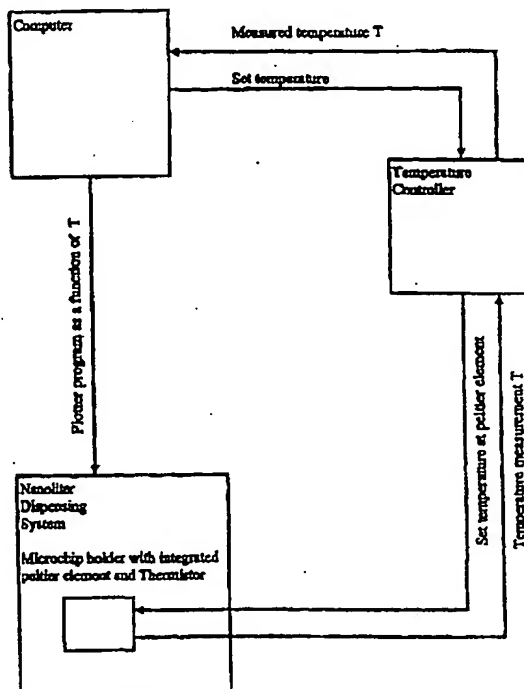 Computer
Measured temperature T
Set temperature
Temperature
Controller
Plotter program as a function of T
Set temperature at peltier element
Temperature measurement T
Nanoliter
Dispensing
System
Microchip holder with integrated
peltier element and Thermistor